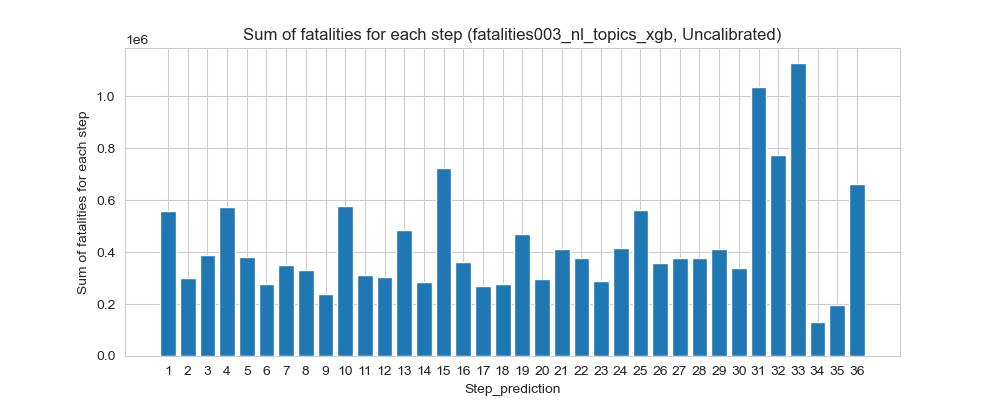 Sum of fatalities for each step (fatalities003_nl_topics_xgb, Uncalibrated)
1e6
1.0
0.8
0.6
0.4
0.2
0.0
Sum of fatalities for each step
1 2 3 4 5 6 7 8 9 10 11 12 13 14 15 16 17 18 19 20 21 22 23 24 25 26 27 28 29 30 31 32 33 34 35 36
Step_prediction